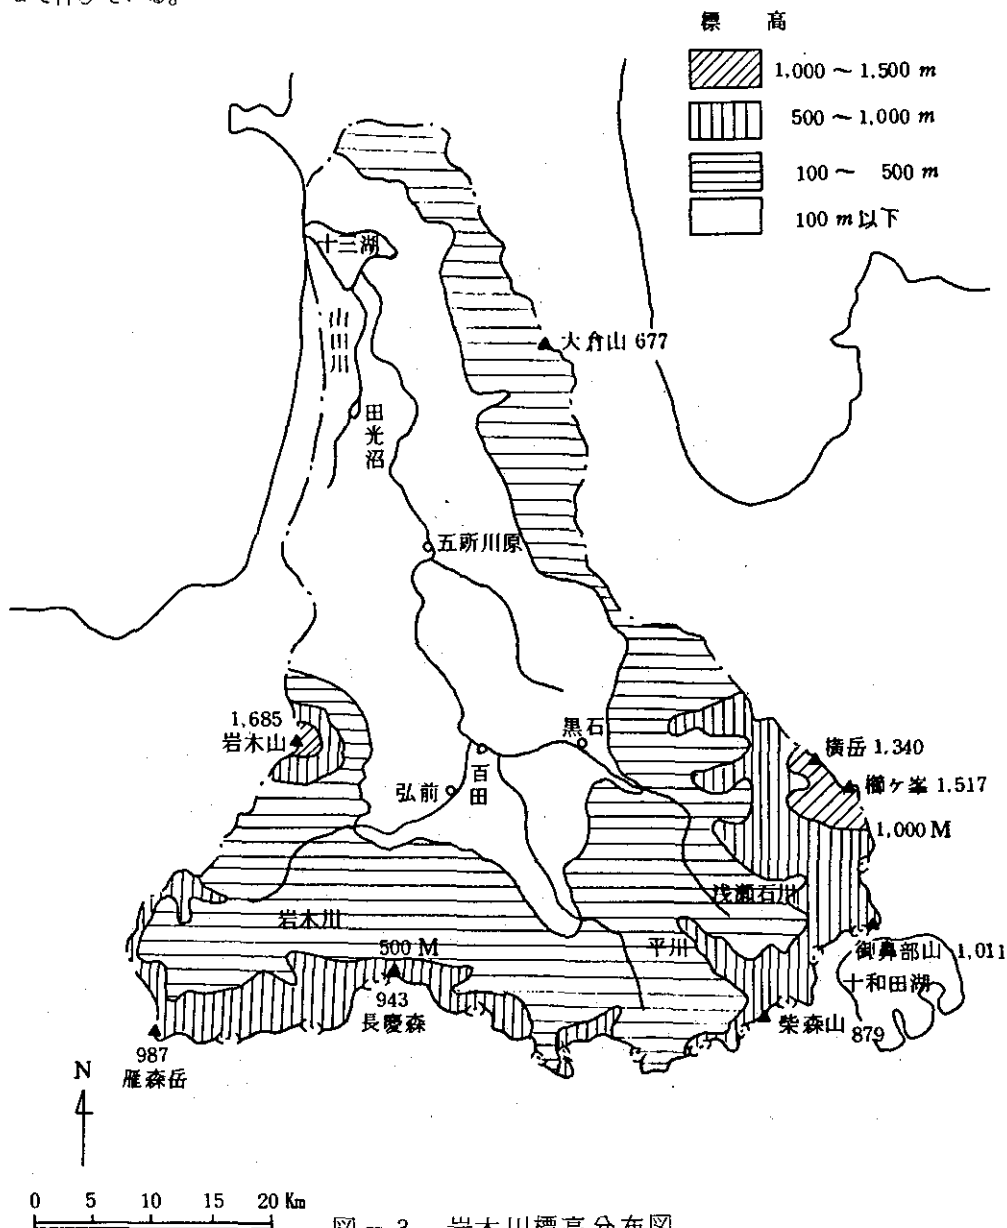 標 高
1,000 ～ 1,500 m
500 ～ 1,000 m
100 ～ 500 m
100 m 以下
十三湖
山田川
大倉山 677
田光沼
五所川原
1,685
岩木山
黒石
百田
弘前
横岳 1.340
櫛ケ峯 1.517
1,000 M
浅瀬石川
岩木川
平川
500 M
943
長慶森
御鼻部山 1,011
十和田湖
柴森山
879
987
雁森岳
N
0 5 10 15 20 Km
図－3 岩木川標高分布図